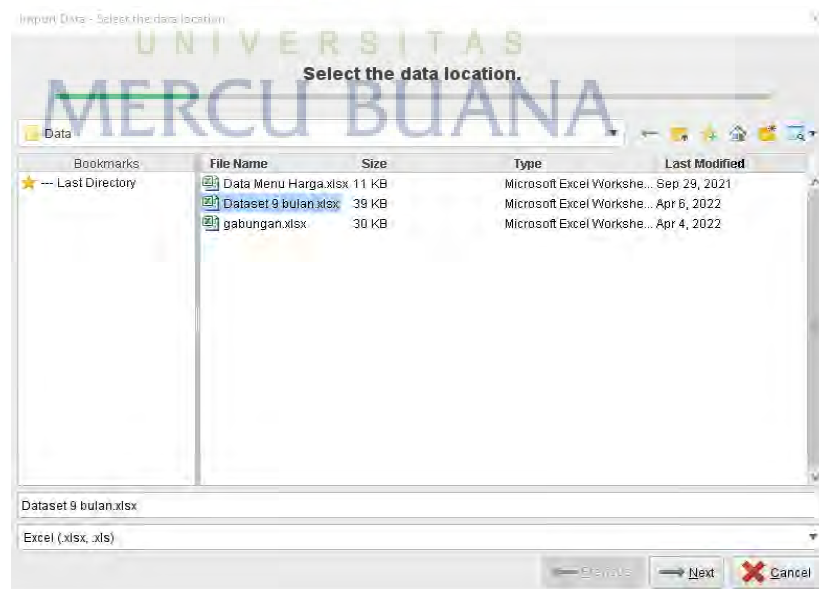 Import Data - Select the data location.
UNIVERSITAS
MERCU BUANA
Select the data location.
Data
Bookmarks
File Name Size Type Last Modified
--- Last Directory
Data Menu Harga.xlsx 11 KB Microsoft Excel Workshe... Sep 29, 2021
Dataset 9 bulan.xlsx 39 KB Microsoft Excel Workshe... Apr 6, 2022
gabungan.xlsx 30 KB Microsoft Excel Workshe... Apr 4, 2022
Dataset 9 bulan.xlsx
Excel (.xlsx, .xls)
Previous Next Cancel